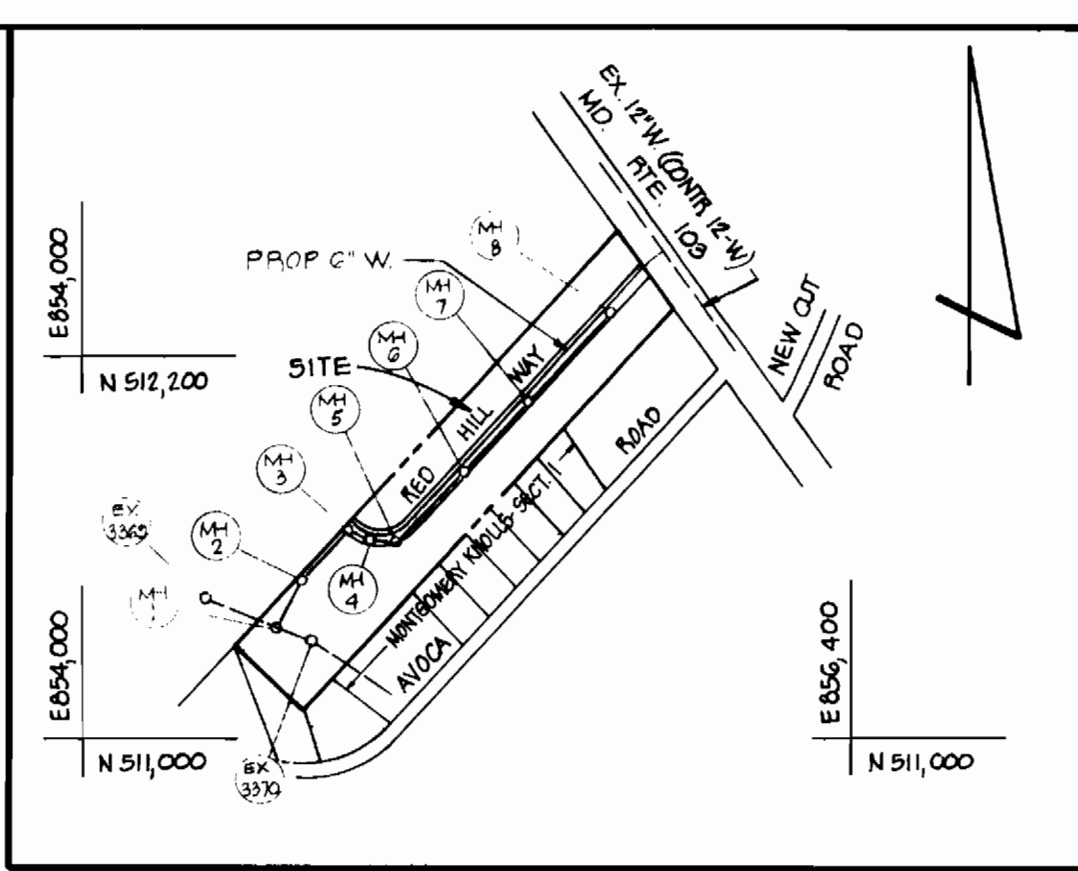 EX. 12" W. (CONTR 12-W)
MD. RTE. 103
MH 8
PROP 6" W.
MH 7
E 854,000
N 512,200
MH 6
SITE
MH 5
NEW CUT ROAD
RED HILL WAY
ROAD
MH 3
EX.
MH 2
MH 4
MH 1
MONTGOMERY KNOLLS-SECT. 1
AVOCA
E 854,000
N 511,000
EX 3370
E 856,400
N 511,000